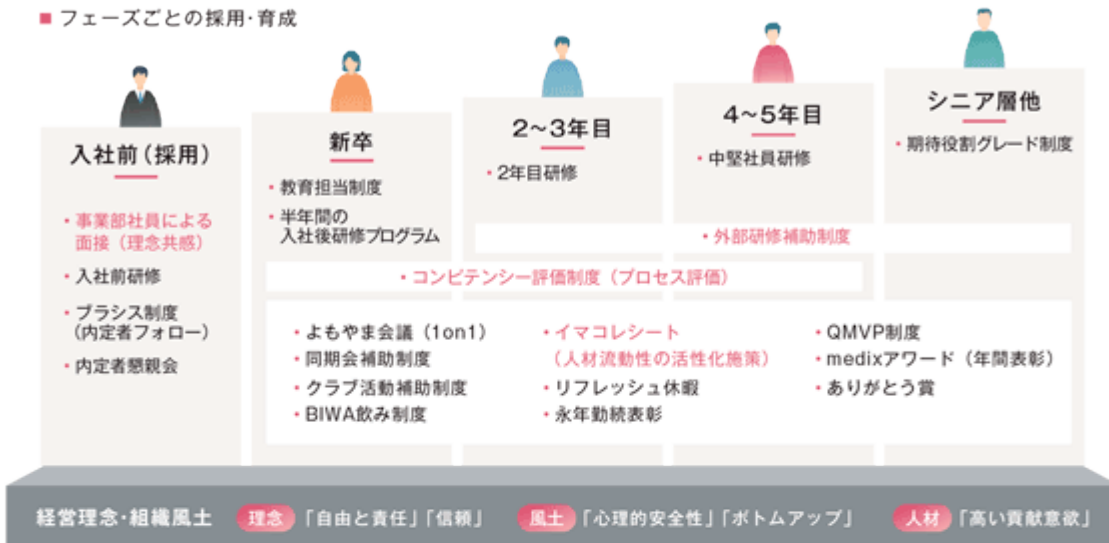 ■ フェーズごとの採用･育成
入社前（採用）
・事業部社員による
面接（理念共感）
・入社前研修
・ブラシス制度
（内定者フォロー）
・内定者懇親会
新卒
・教育担当制度
・半年間の
入社後研修プログラム
2～3年目
・2年目研修
4～5年目
・中堅社員研修
シニア層他
・期待役割グレード制度
・外部研修補助制度
・コンピテンシー評価制度（プロセス評価）
・よもやま会議（1on1）
・同期会補助制度
・クラブ活動補助制度
・BIWA飲み制度
・イマコレシート
（人材流動性の活性化施策）
・リフレッシュ休暇
・永年勤続表彰
・QMVP制度
・medixアワード（年間表彰）
・ありがとう賞
経営理念･組織風土 理念「自由と責任」「信頼」 風土「心理的安全性」「ボトムアップ」 人材「高い貢献意欲」